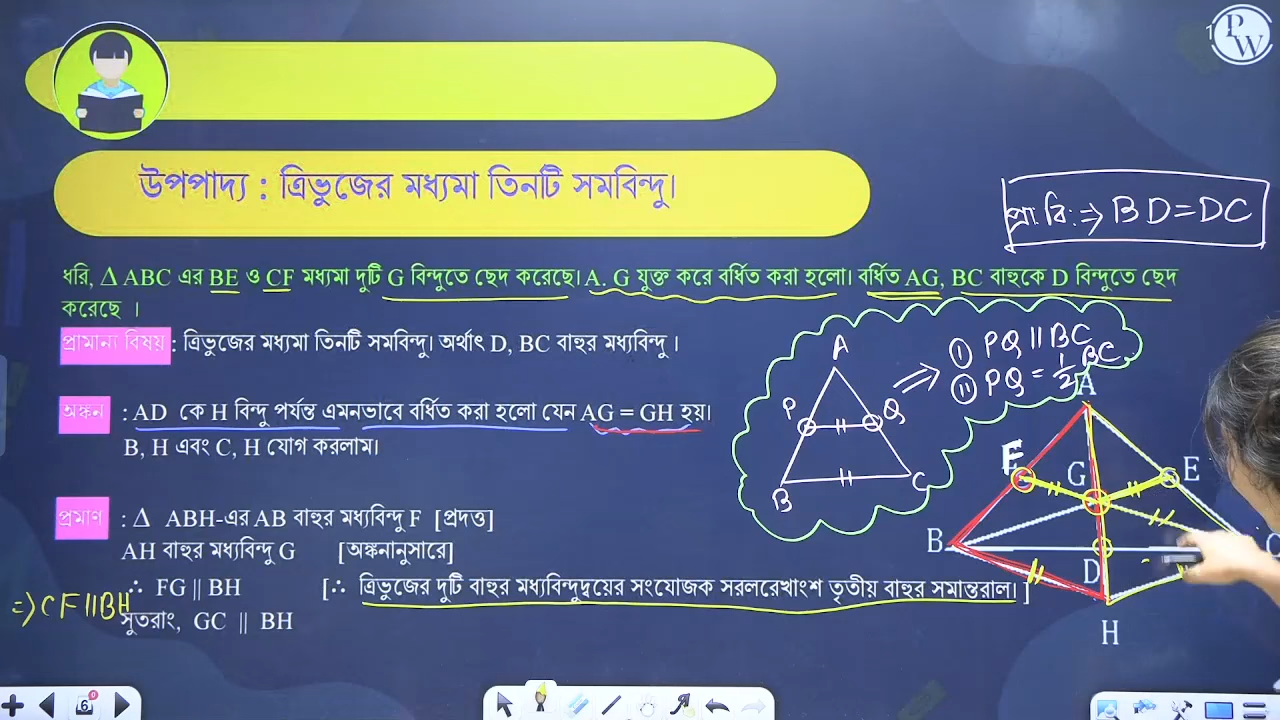 PW
উপপাদ্য : ত্রিভুজের মধ্যমা তিনটি সমবিন্দু।
প্রা: বি: ⇒ BD = DC
ধরি, Δ ABC এর BE ও CF মধ্যমা দুটি G বিন্দুতে ছেদ করেছে। A. G যুক্ত করে বর্ধিত করা হলো। বর্ধিত AG, BC বাহুকে D বিন্দুতে ছেদ
করেছে ।
প্রামান্য বিষয় : ত্রিভুজের মধ্যমা তিনটি সমবিন্দু। অর্থাৎ D, BC বাহুর মধ্যবিন্দু ।
অঙ্কন : AD কে H বিন্দু পর্যন্ত এমনভাবে বর্ধিত করা হলো যেন AG = GH হয়।
B, H এবং C, H যোগ করলাম।
প্রমাণ : Δ ABH-এর AB বাহুর মধ্যবিন্দু F [প্রদত্ত]
AH বাহুর মধ্যবিন্দু G [অঙ্কনানুসারে]
∴ FG || BH [∴ ত্রিভুজের দুটি বাহুর মধ্যবিন্দুদ্বয়ের সংযোজক সরলরেখাংশ তৃতীয় বাহুর সমান্তরাল। ]
⇒ CF || BH
সুতরাং, GC || BH
A
P Q
B C
⇒ (i) PQ || BC
(ii) PQ = 1/2 BC
A
F G E
B D C
H
6
0